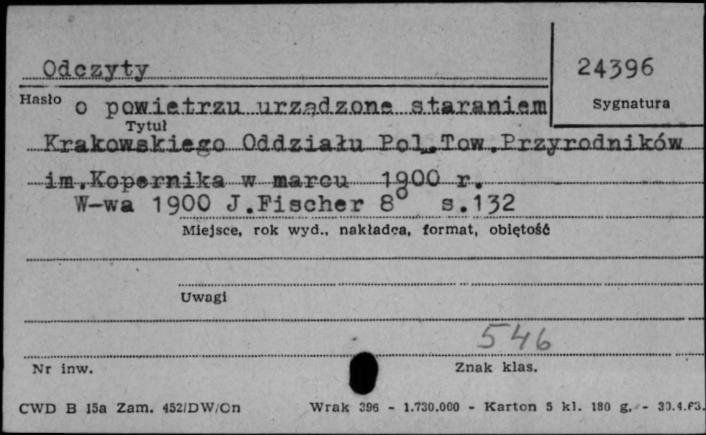 Odczyty
24396
Hasło
o powietrzu urządzone staraniem
Sygnatura
Tytuł
Krakowskiego Oddziału Pol.Tow.Przyrodników
im.Kopernika w marcu 1900 r.
W-wa 1900 J.Fischer 8° s.132
Miejsce, rok wyd., nakładca, format, objętość
Uwagi
546
Nr inw.
Znak klas.
CWD B 15a Zam. 452/DW/Cn Wrak 396 - 1.730.000 - Karton 5 kl. 180 g. - 30.4.63.